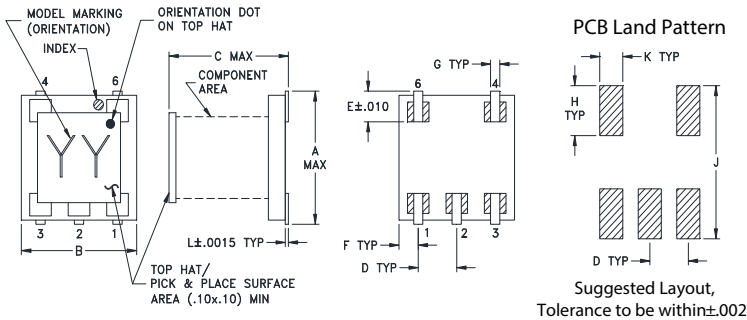 MODEL MARKING
(ORIENTATION)
INDEX
ORIENTATION DOT
ON TOP HAT
4
6
YY
3
2
1
B
C MAX
COMPONENT
AREA
A
MAX
L±.0015 TYP
TOP HAT/
PICK & PLACE SURFACE
AREA (.10x.10) MIN
G TYP
6
4
E±.010
1
2
3
F TYP
D TYP
PCB Land Pattern
K TYP
H
TYP
J
D TYP
Suggested Layout,
Tolerance to be within±.002